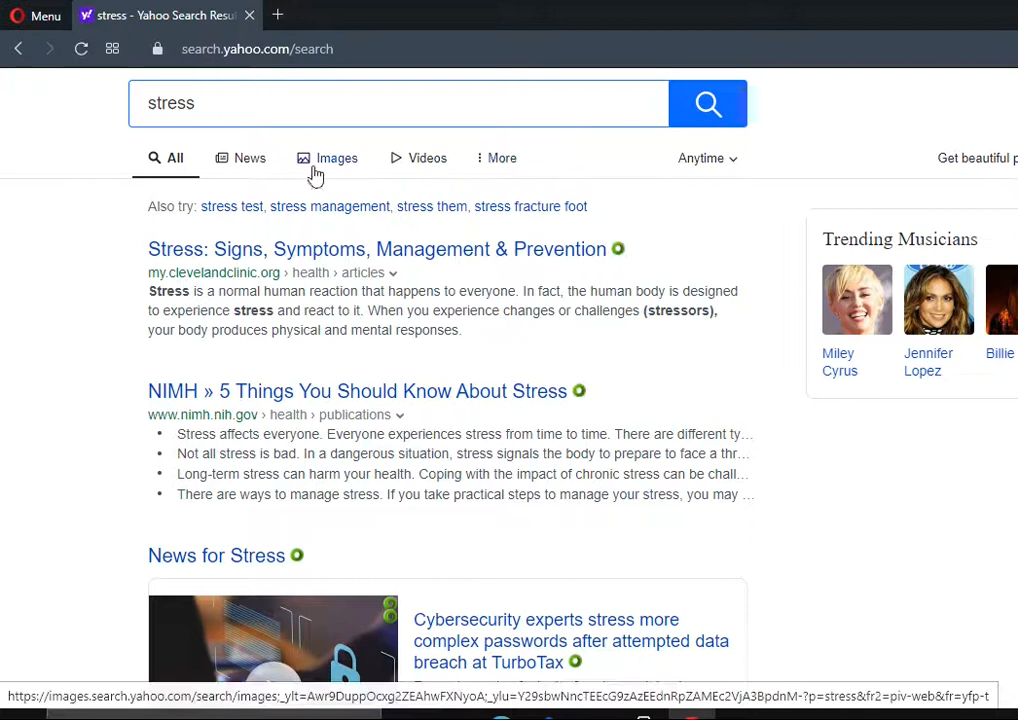 Menu
stress - Yahoo Search Resu
search.yahoo.com/search
stress
All News Images Videos More Anytime Get beautiful p
Also try: stress test, stress management, stress them, stress fracture foot
Stress: Signs, Symptoms, Management & Prevention
my.clevelandclinic.org › health › articles
Stress is a normal human reaction that happens to everyone. In fact, the human body is designed
to experience stress and react to it. When you experience changes or challenges (stressors),
your body produces physical and mental responses.
NIMH » 5 Things You Should Know About Stress
www.nimh.nih.gov › health › publications
• Stress affects everyone. Everyone experiences stress from time to time. There are different ty...
• Not all stress is bad. In a dangerous situation, stress signals the body to prepare to face a thr...
• Long-term stress can harm your health. Coping with the impact of chronic stress can be chall...
• There are ways to manage stress. If you take practical steps to manage your stress, you may ...
News for Stress
Cybersecurity experts stress more
complex passwords after attempted data
breach at TurboTax
Trending Musicians
Miley
Cyrus
Jennifer
Lopez
Billie
https://images.search.yahoo.com/search/images;_ylt=Awr9DuppOcxg2ZEAhwFXNyoA;_ylu=Y29sbwNncTEEcG9zAzEEdnRpZAMEc2VjA3BpdnM-?p=stress&fr2=piv-web&fr=yfp-t